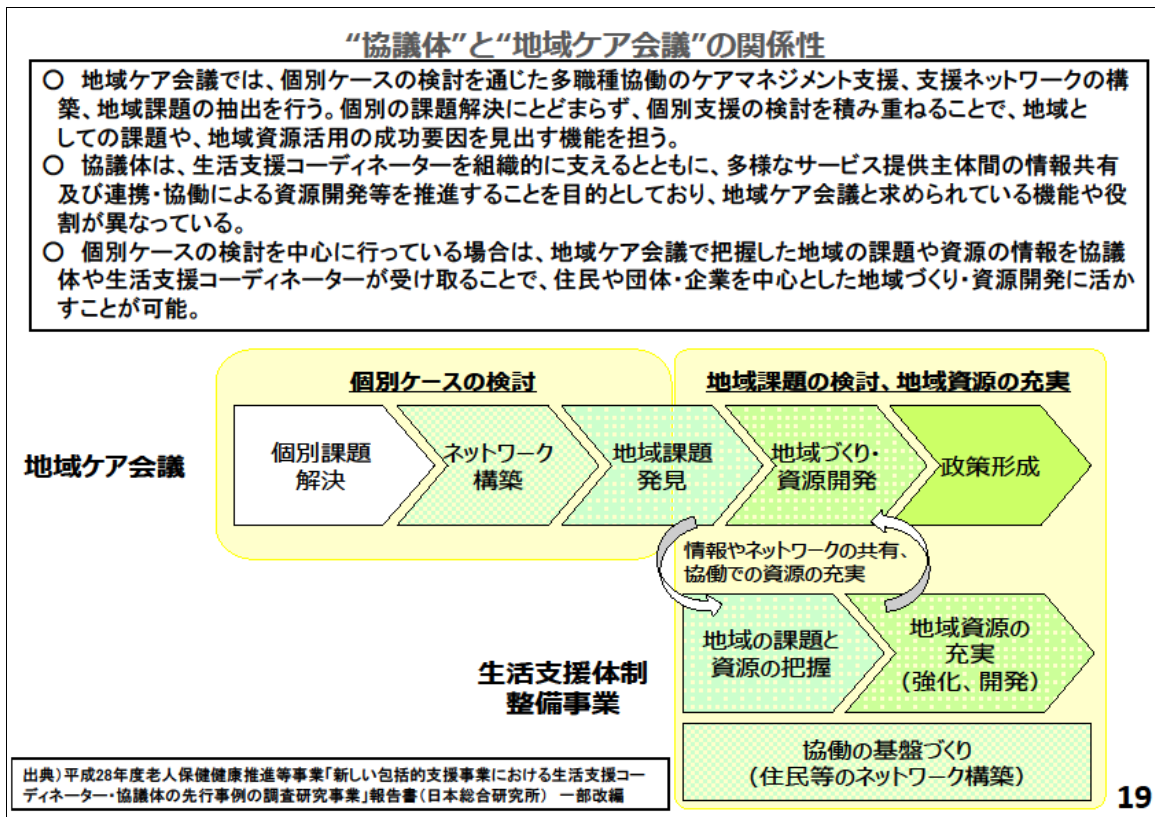 “協議体”と“地域ケア会議”の関係性
○ 地域ケア会議では、個別ケースの検討を通じた多職種協働のケアマネジメント支援、支援ネットワークの構
築、地域課題の抽出を行う。個別の課題解決にとどまらず、個別支援の検討を積み重ねることで、地域と
しての課題や、地域資源活用の成功要因を見出す機能を担う。
○ 協議体は、生活支援コーディネーターを組織的に支えるとともに、多様なサービス提供主体間の情報共有
及び連携・協働による資源開発等を推進することを目的としており、地域ケア会議と求められている機能や役
割が異なっている。
○ 個別ケースの検討を中心に行っている場合は、地域ケア会議で把握した地域の課題や資源の情報を協議
体や生活支援コーディネーターが受け取ることで、住民や団体・企業を中心とした地域づくり・資源開発に活か
すことが可能。
個別ケースの検討
地域課題の検討、地域資源の充実
地域ケア会議
個別課題
解決
ネットワーク
構築
地域課題
発見
地域づくり・
資源開発
政策形成
情報やネットワークの共有、
協働での資源の充実
生活支援体制
整備事業
地域の課題と
資源の把握
地域資源の
充実
（強化、開発）
協働の基盤づくり
（住民等のネットワーク構築）
出典）平成28年度老人保健健康推進等事業「新しい包括的支援事業における生活支援コー
ディネーター・協議体の先行事例の調査研究事業」報告書（日本総合研究所） 一部改編
19